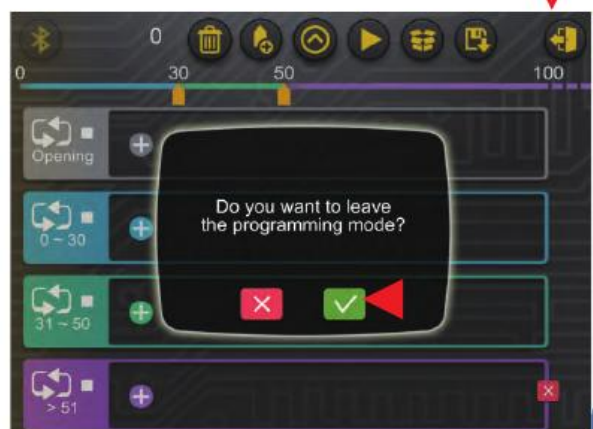 0
0 30 50 100
Opening
Do you want to leave
the programming mode?
0 ~ 30
31 ~ 50
> 51